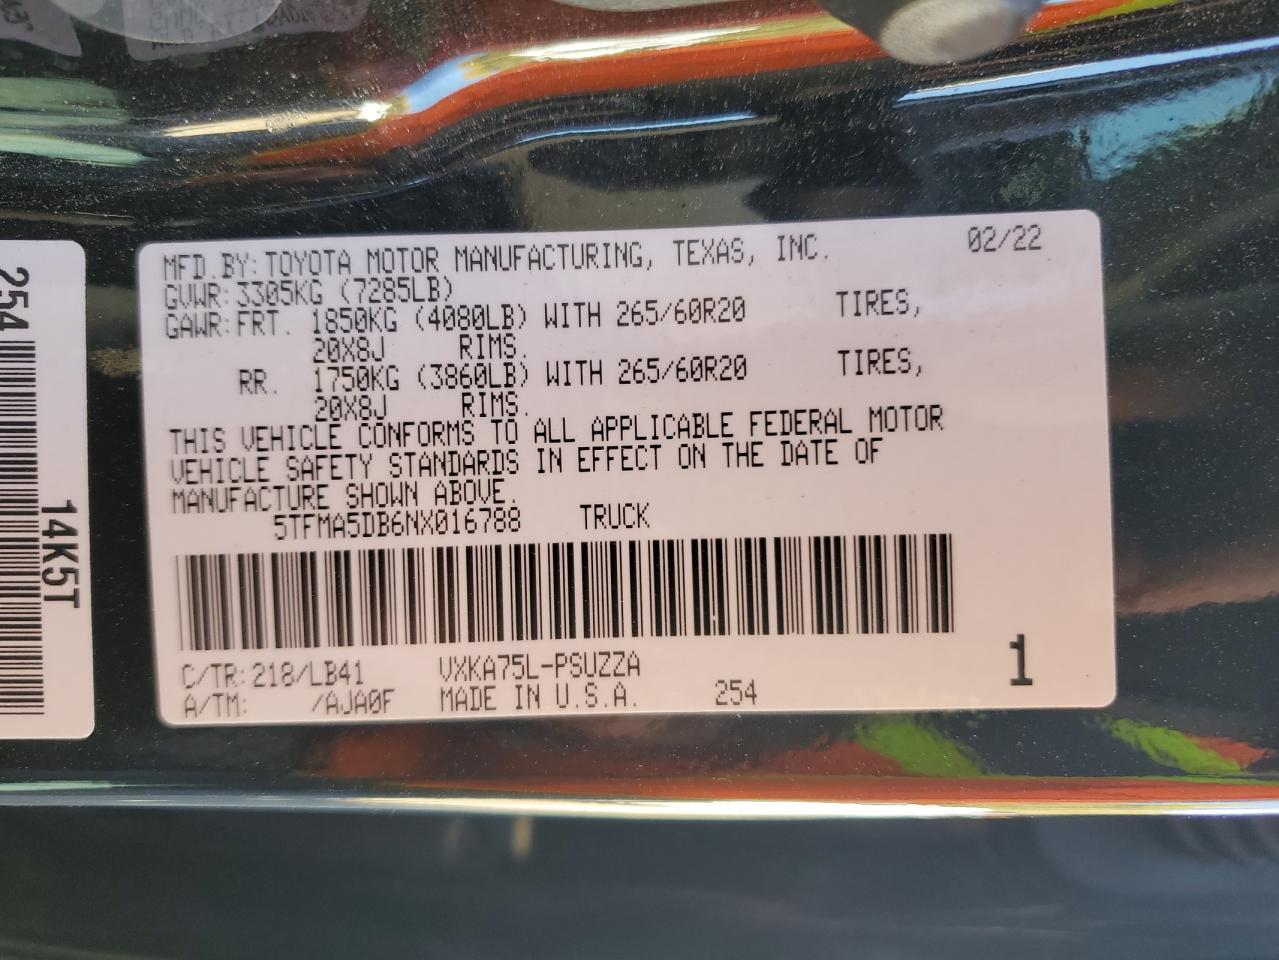 MFD.BY:TOYOTA MOTOR MANUFACTURING, TEXAS, INC. 02/22
GVWR:3305KG (7285LB)
GAWR:FRT. 1850KG (4080LB) WITH 265/60R20 TIRES,
20X8J RIMS.
RR. 1750KG (3860LB) WITH 265/60R20 TIRES,
20X8J RIMS.
THIS VEHICLE CONFORMS TO ALL APPLICABLE FEDERAL MOTOR
VEHICLE SAFETY STANDARDS IN EFFECT ON THE DATE OF
MANUFACTURE SHOWN ABOVE.
5TFMA5DB6NX016788 TRUCK
C/TR:218/LB41 VXKA75L-PSUZZA
A/TM: /AJA0F MADE IN U.S.A. 254
1
254
14K5T